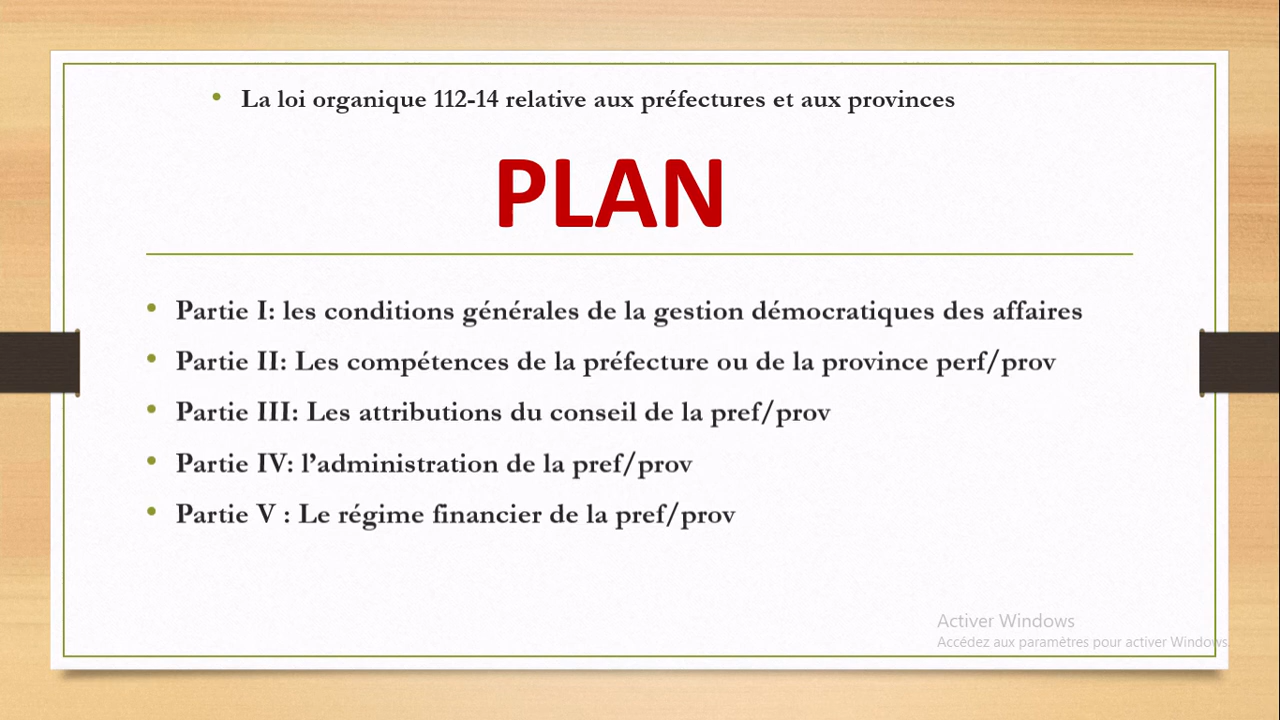 • La loi organique 112-14 relative aux préfectures et aux provinces
PLAN
• Partie I: les conditions générales de la gestion démocratiques des affaires
• Partie II: Les compétences de la préfecture ou de la province perf/prov
• Partie III: Les attributions du conseil de la pref/prov
• Partie IV: l’administration de la pref/prov
• Partie V : Le régime financier de la pref/prov
Activer Windows
Accédez aux paramètres pour activer Windows.